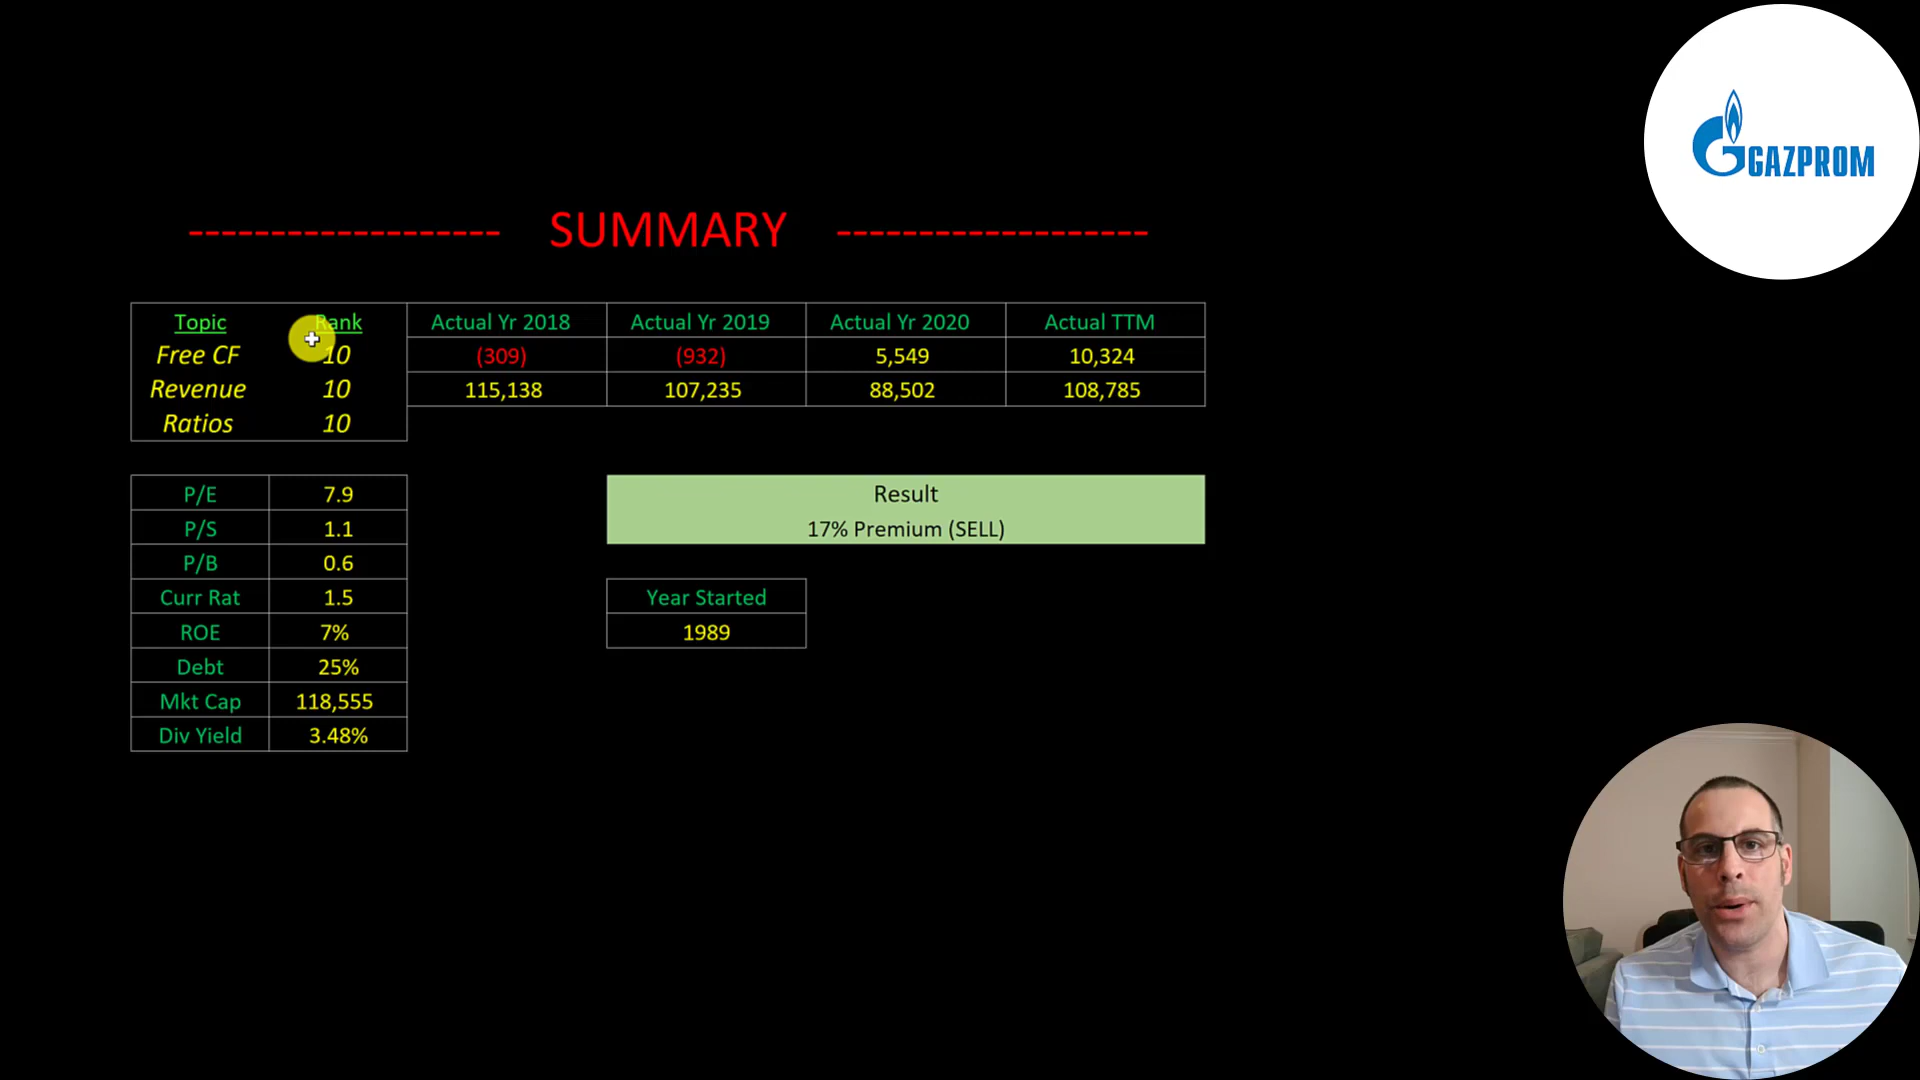 GAZPROM
------------------- SUMMARY -------------------
Topic Rank Actual Yr 2018 Actual Yr 2019 Actual Yr 2020 Actual TTM
Free CF 10 (309) (932) 5,549 10,324
Revenue 10 115,138 107,235 88,502 108,785
Ratios 10
P/E 7.9
P/S 1.1
P/B 0.6
Curr Rat 1.5
ROE 7%
Debt 25%
Mkt Cap 118,555
Div Yield 3.48%
Result
17% Premium (SELL)
Year Started
1989